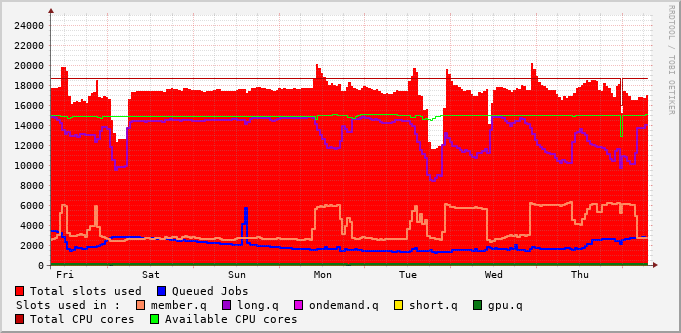 RRDTOOL / TOBI OETIKER
24000
22000
20000
18000
16000
14000
12000
10000
8000
6000
4000
2000
0
Fri Sat Sun Mon Tue Wed Thu
Total slots used Queued Jobs
Slots used in : member.q long.q ondemand.q short.q gpu.q
Total CPU cores Available CPU cores